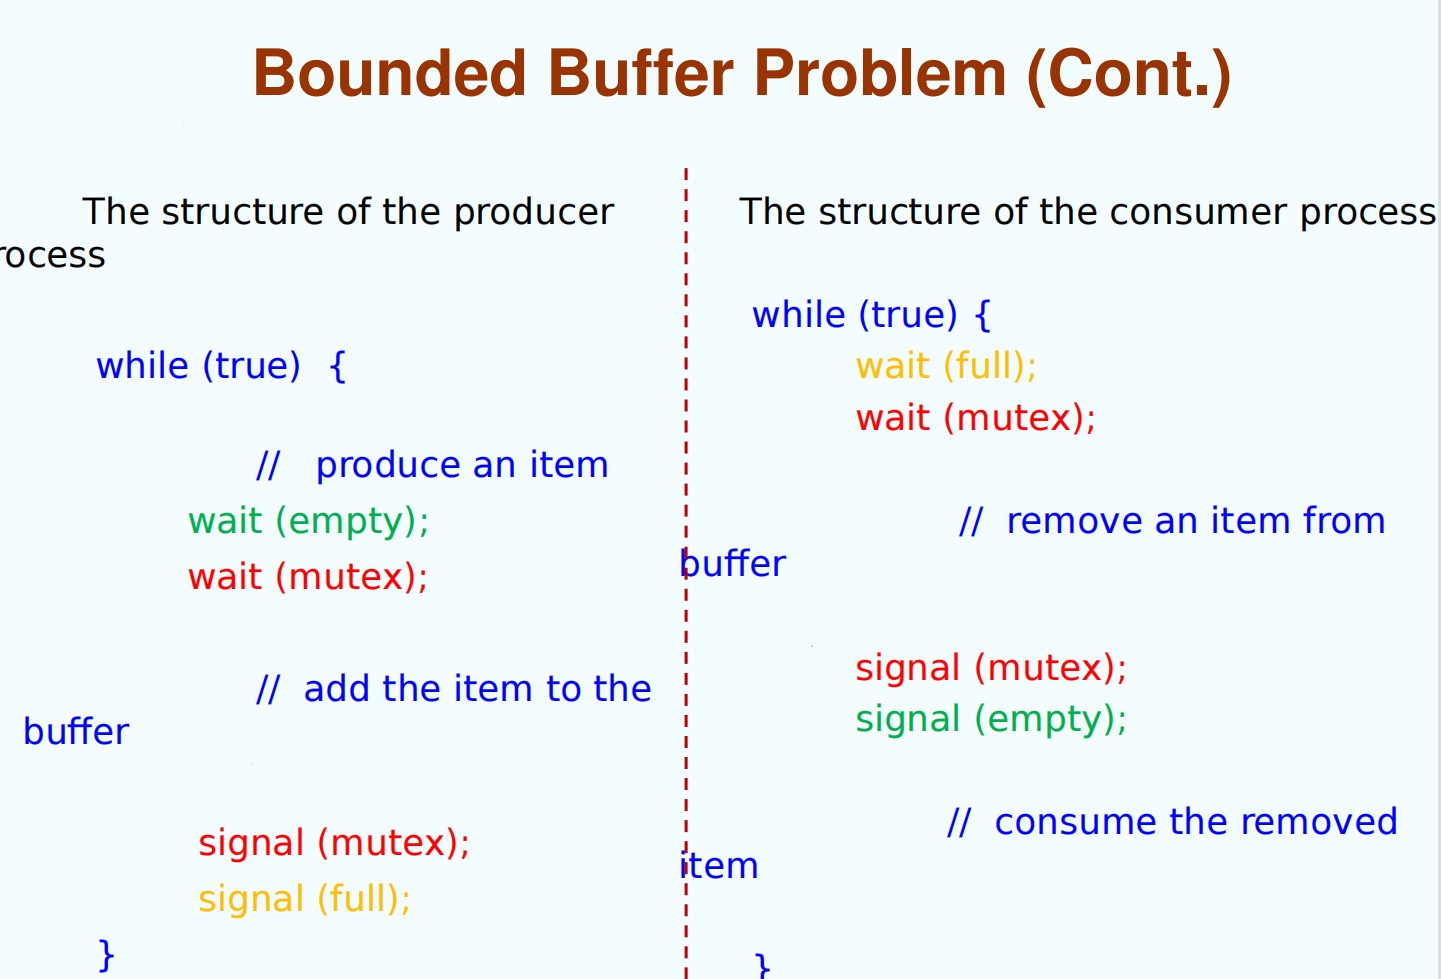 Bounded Buffer Problem (Cont.)
The structure of the producer
rocess
while (true)  {
//   produce an item
wait (empty);
wait (mutex);
//  add the item to the
buffer
signal (mutex);
signal (full);
}
The structure of the consumer process
while (true) {
wait (full);
wait (mutex);
//  remove an item from
buffer
signal (mutex);
signal (empty);
//  consume the removed
item
}